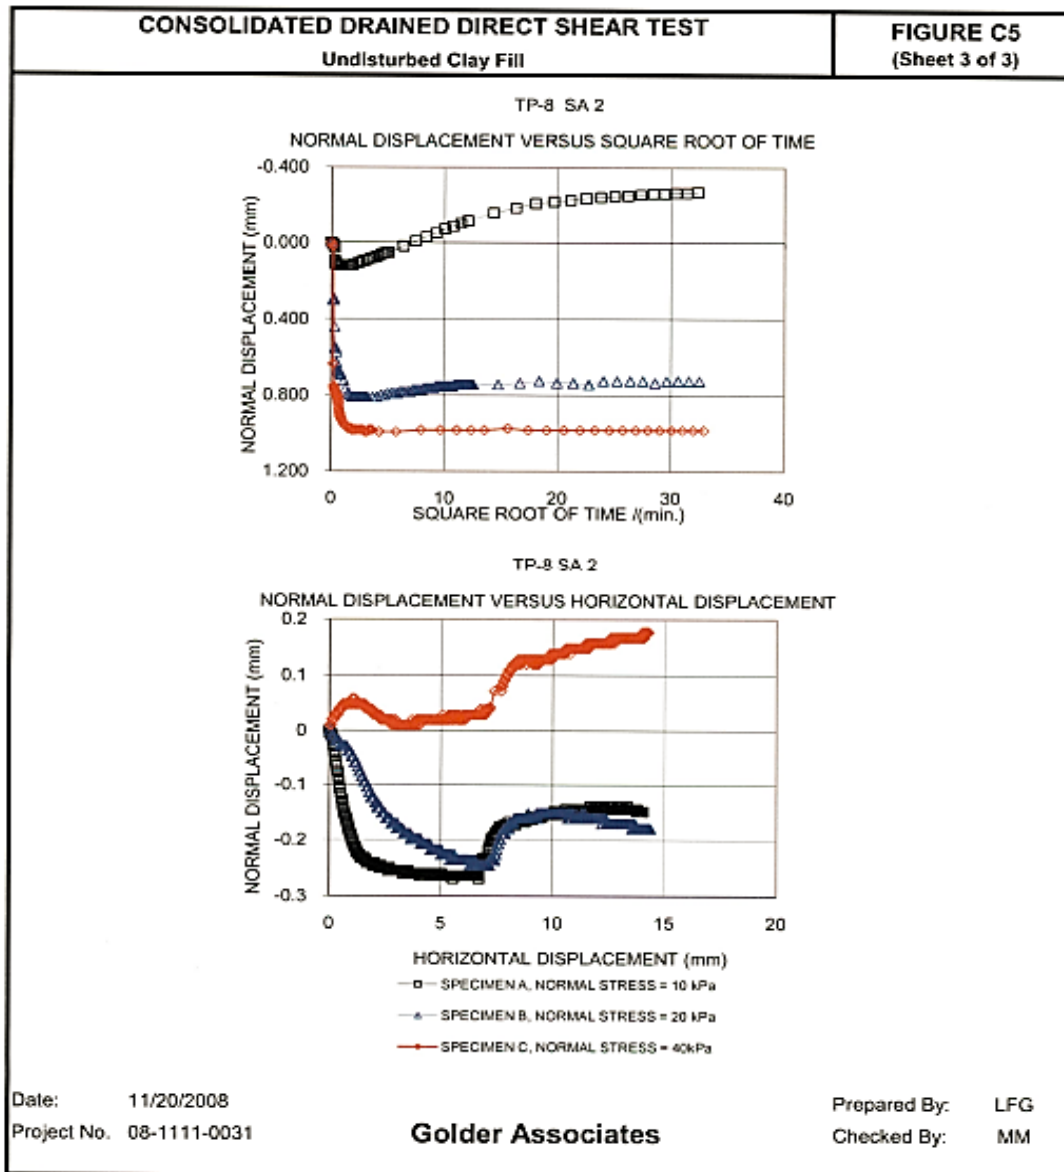 CONSOLIDATED DRAINED DIRECT SHEAR TEST
Undisturbed Clay Fill
FIGURE C5
(Sheet 3 of 3)
TP-8 SA 2
NORMAL DISPLACEMENT VERSUS SQUARE ROOT OF TIME
NORMAL DISPLACEMENT (mm)
-0.400
0.000
0.400
0.800
1.200
0 10 20 30 40
SQUARE ROOT OF TIME /(min.)
TP-8 SA 2
NORMAL DISPLACEMENT VERSUS HORIZONTAL DISPLACEMENT
NORMAL DISPLACEMENT (mm)
0.2
0.1
0
-0.1
-0.2
-0.3
0 5 10 15 20
HORIZONTAL DISPLACEMENT (mm)
SPECIMEN A, NORMAL STRESS = 10 kPa
SPECIMEN B, NORMAL STRESS = 20 kPa
SPECIMEN C, NORMAL STRESS = 40kPa
Date: 11/20/2008
Project No. 08-1111-0031
Golder Associates
Prepared By: LFG
Checked By: MM